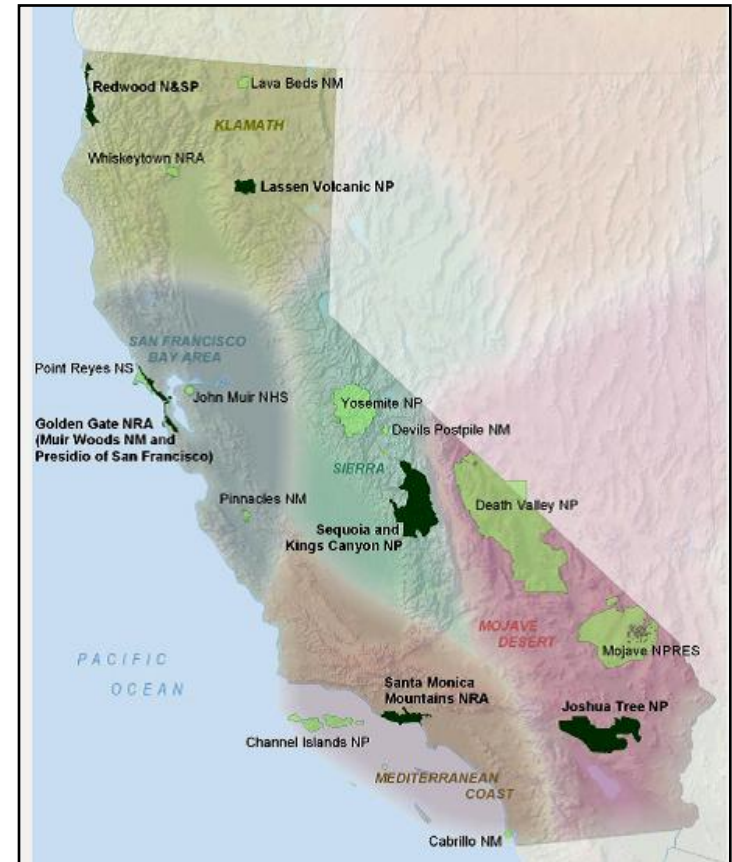 Redwood N&SP
Lava Beds NM
KLAMATH
Whiskeytown NRA
Lassen Volcanic NP
SAN FRANCISCO
BAY AREA
Point Reyes NS
John Muir NHS
Yosemite NP
Golden Gate NRA
(Muir Woods NM and
Presidio of San Francisco)
Devils Postpile NM
SIERRA
Pinnacles NM
Death Valley NP
Sequoia and
Kings Canyon NP
MOJAVE
DESERT
Mojave NPRES
PACIFIC
OCEAN
Santa Monica
Mountains NRA
Joshua Tree NP
Channel Islands NP
MEDITERRANEAN
COAST
Cabrillo NM